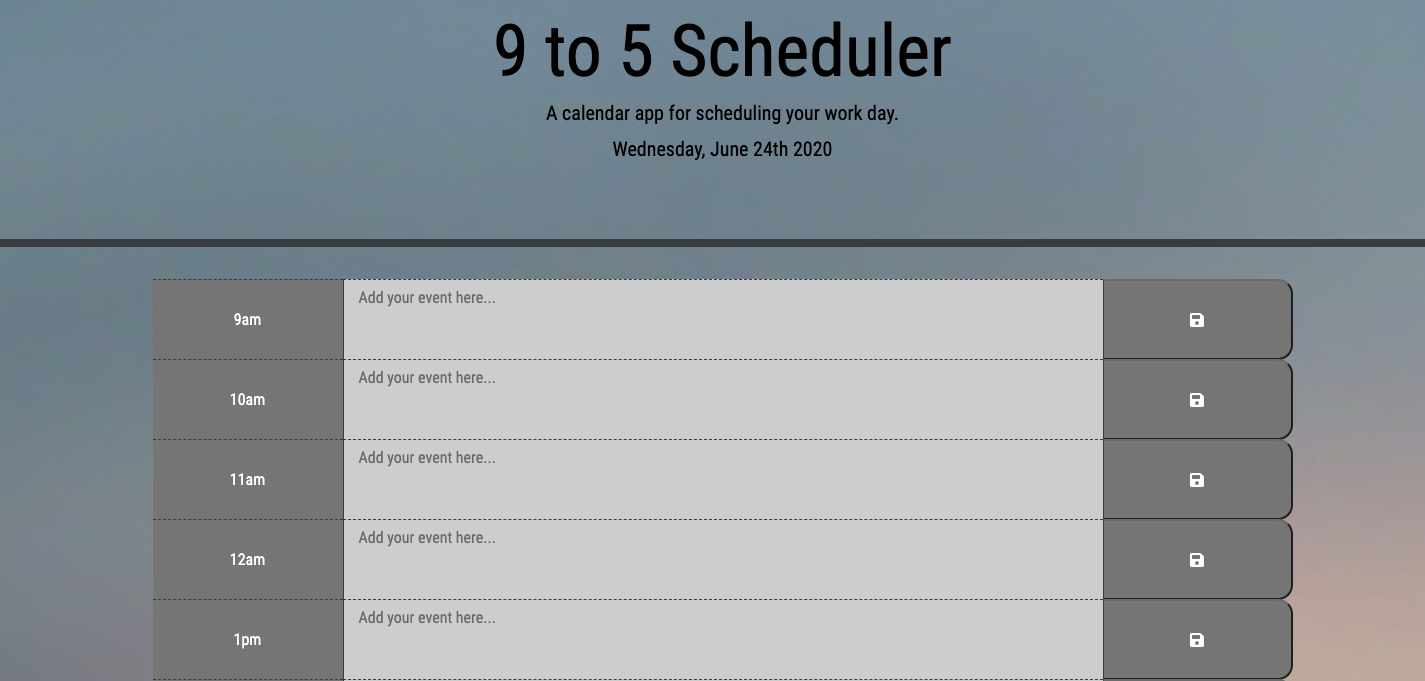 9 to 5 Scheduler
A calendar app for scheduling your work day.
Wednesday, June 24th 2020
9am
Add your event here...
10am
Add your event here...
11am
Add your event here...
12am
Add your event here...
1pm
Add your event here...